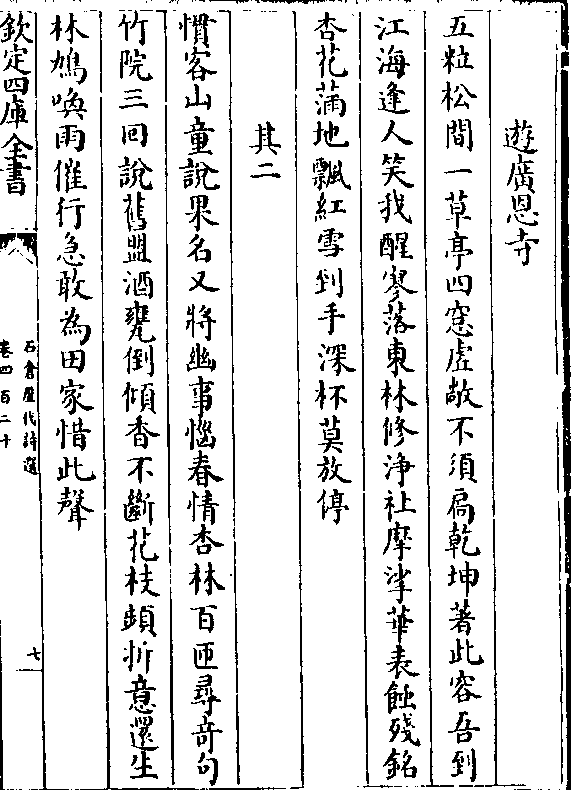 遊廣恩寺
五粒松間一草亭四窻虛敞不須扃乾坤著此容吾到
江海逢人笑我醒寥落東林修淨社摩挲華表蝕殘銘
杏花滿地飄紅雪到手深杯莫放停
其二
慣客山童說果名又將幽事惱春情杏林百匝尋奇句
竹院三回說舊盟酒甕倒傾香不斷花枝頻折意還生
林鳩喚雨催行急敢為田家惜此聲
欽定四庫全書
石倉歷代詩選
卷四百二十
七